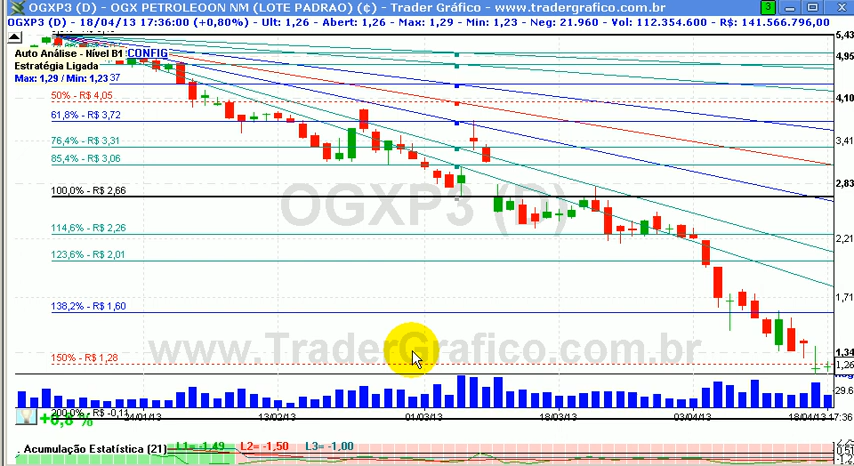 OGXP3 (D) - OGX PETROLEOON NM (LOTE PADRAO) (¢) - Trader Gráfico - www.tradergrafico.com.br
3
OGXP3 (D) - 18/04/13 17:36:00 (+0,80%) - Ult: 1,26 - Abert: 1,26 - Max: 1,29 - Min: 1,23 - Neg: 21.960 - Vol: 112.354.600 - R$: 141.566.796,00
5,43
Auto Análise - Nível B1 CONFIG
4,95
Estratégia Ligada
Max: 1,29 / Min: 1,23
37
50% - R$ 4,05
4,10
61,8% - R$ 3,72
76,4% - R$ 3,31
3,41
85,4% - R$ 3,06
100,0% - R$ 2,66
2,83
OGXP3 (D)
114,6% - R$ 2,26
2,21
123,6% - R$ 2,01
138,2% - R$ 1,60
1,71
www.TraderGrafico.com.br
150% - R$ 1,28
1,34
1,26
29.6
200,0% - R$ -0,11
24/01/13
13/02/13
01/03/13
18/03/13
03/04/13
18/04/13 17:36
+0,8 %
. Acumulação Estatística (21)
L1= -1,49
L2= -1,50
L3= -1,00